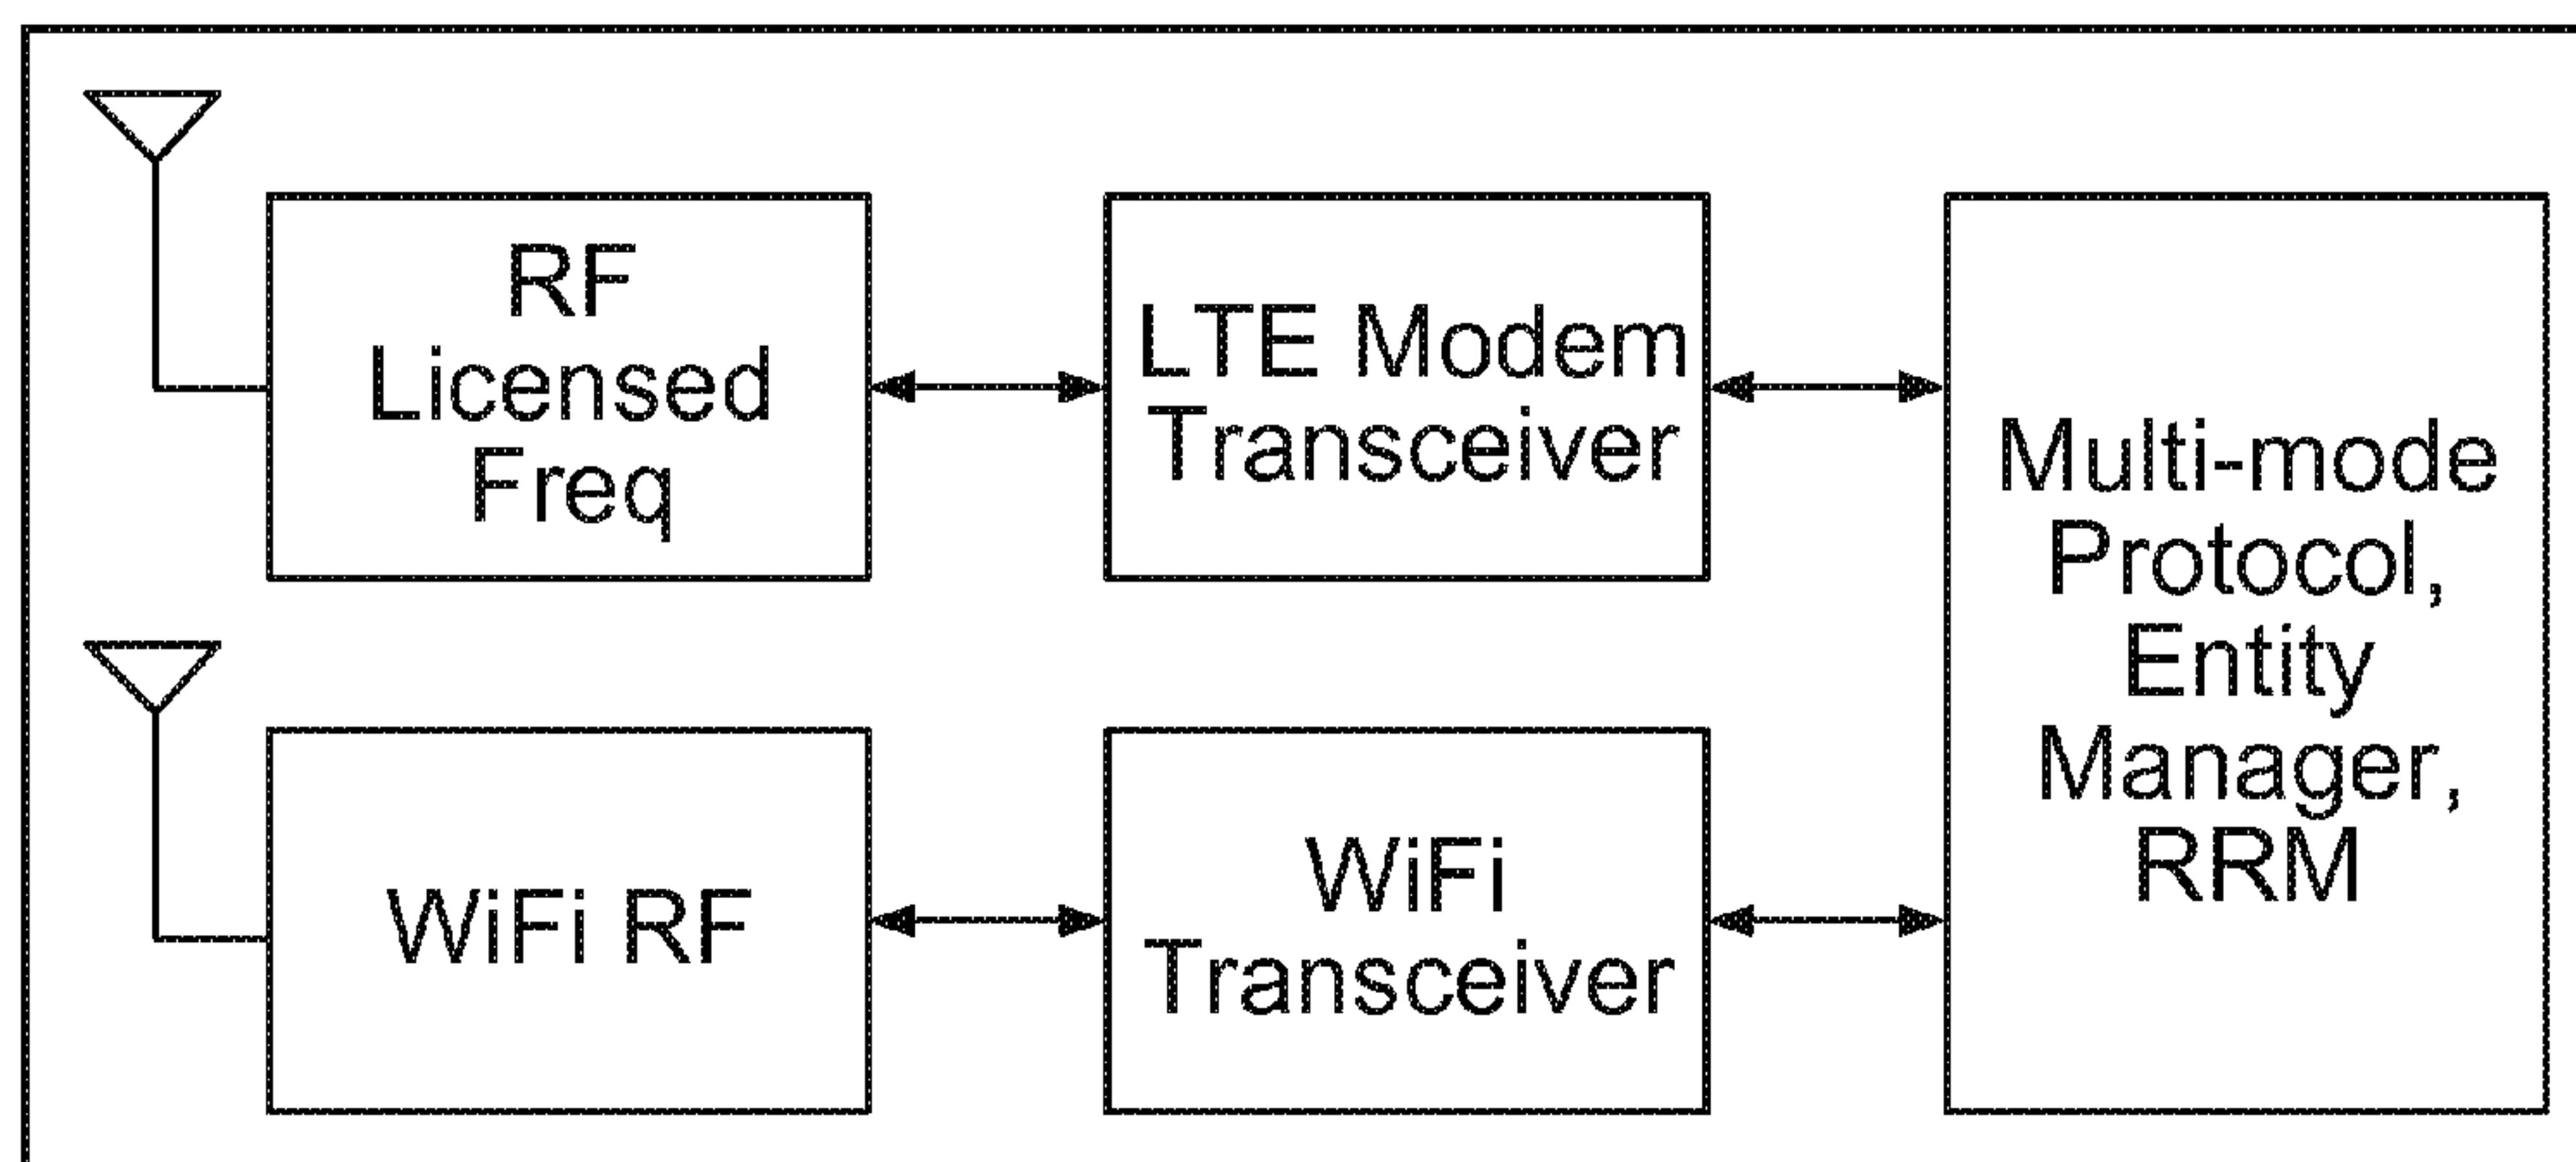 RF
Licensed
Freq
LTE Modem
Transceiver
Multi-mode
Protocol,
Entity
Manager,
RRM
WiFi RF
WiFi
Transceiver